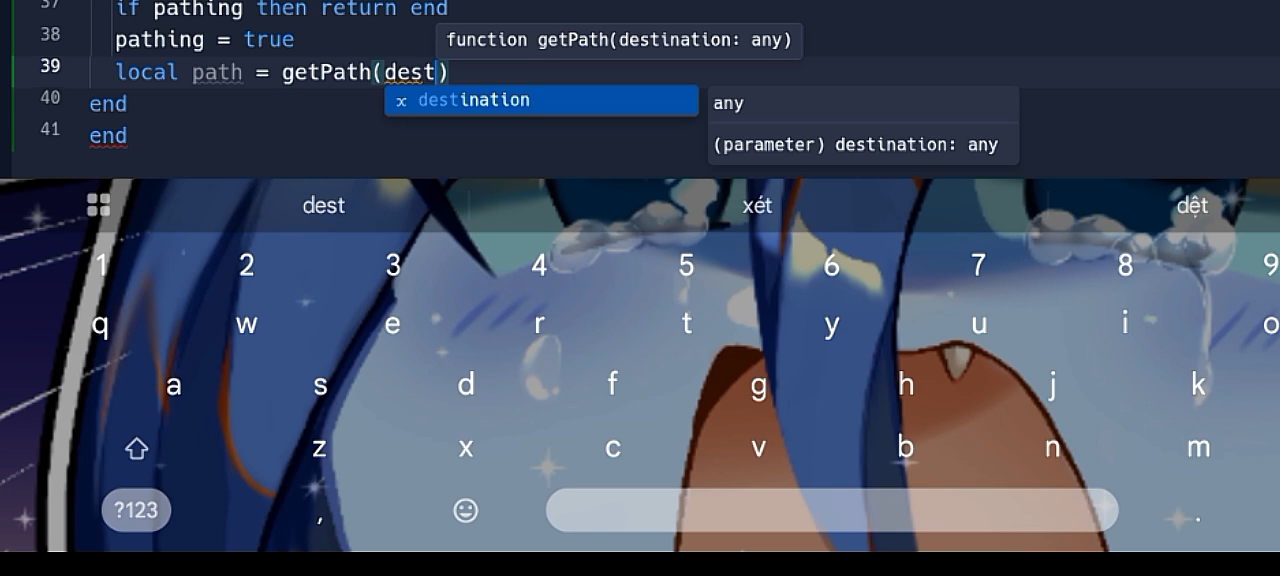 37 if pathing then return end
38 pathing = true
function getPath(destination: any)
39 local path = getPath(dest)
x destination
any
40 end
41 end
(parameter) destination: any
dest xét dệt
1 2 3 4 5 6 7 8 9
q w e r t y u i o
a s d f g h j k
z x c v b n m
?123 , .